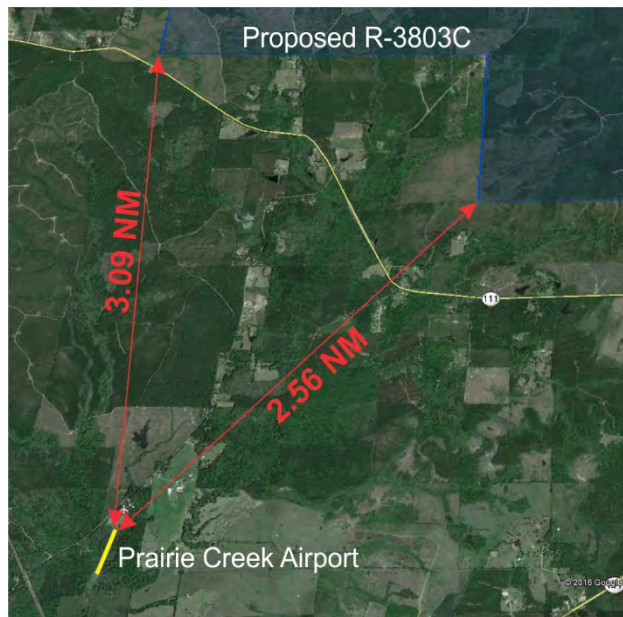 Proposed R-3803C
3.09 NM
111
2.56 NM
Prairie Creek Airport
© 2016 Google